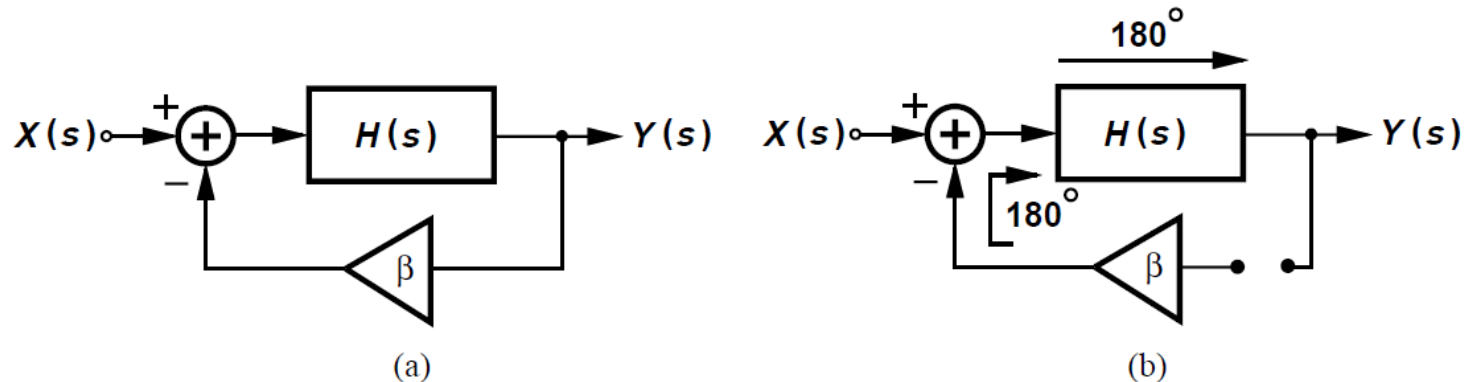 X(s) + + − H(s) Y(s)
β
(a)
180°
X(s) + + − H(s) Y(s)
180°
β
(b)